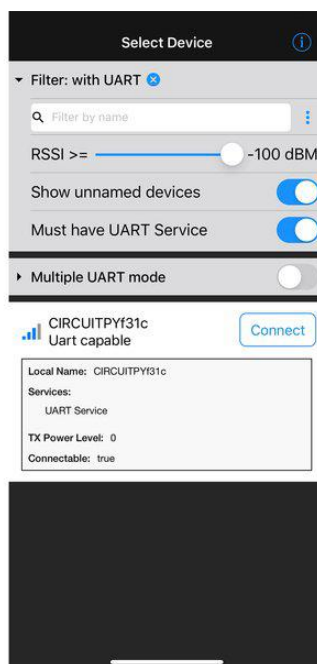 Select Device
Filter: with UART
Filter by name
RSSI >= -100 dBM
Show unnamed devices
Must have UART Service
Multiple UART mode
CIRCUITPYf31c
Uart capable
Connect
Local Name: CIRCUITPYf31c
Services:
UART Service
TX Power Level: 0
Connectable: true